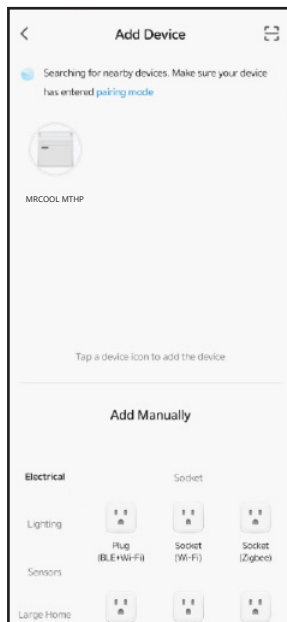 Add Device
Searching for nearby devices. Make sure your device
has entered pairing mode
MRCOOL MTHP
Tap a device icon to add the device
Add Manually
Electrical
Socket
Lighting
Plug
(BLE+Wi-Fi)
Socket
(Wi-Fi)
Socket
(Zigbee)
Sensors
Large Home